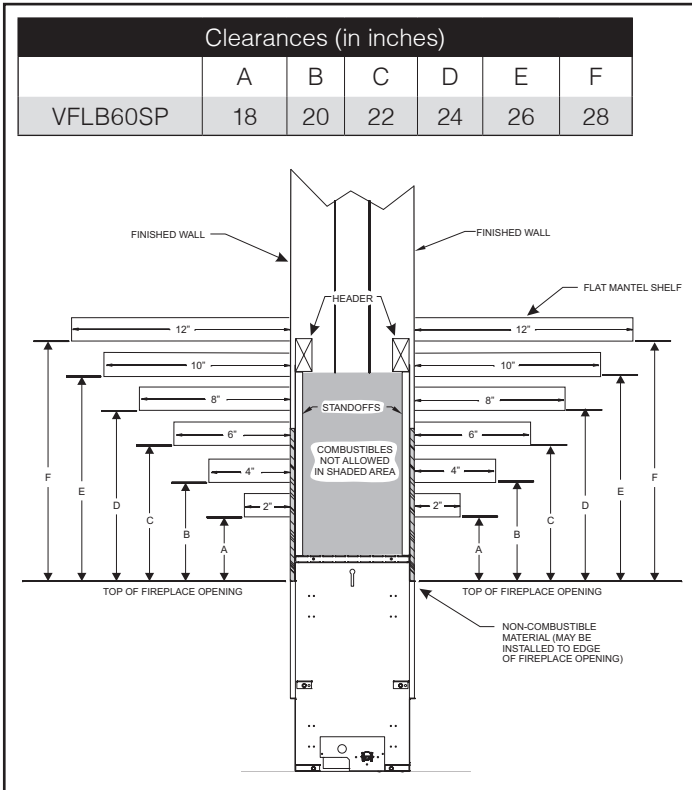 Clearances (in inches)
A B C D E F
VFLB60SP 18 20 22 24 26 28
FINISHED WALL
FINISHED WALL
HEADER
FLAT MANTEL SHELF
12" 12"
10" 10"
8" 8"
STANDOFFS
6" 6"
COMBUSTIBLES
NOT ALLOWED
IN SHADED AREA
4" 4"
2" 2"
F E D C B A A B C D E F
TOP OF FIREPLACE OPENING TOP OF FIREPLACE OPENING
NON-COMBUSTIBLE
MATERIAL (MAY BE
INSTALLED TO EDGE
OF FIREPLACE OPENING)